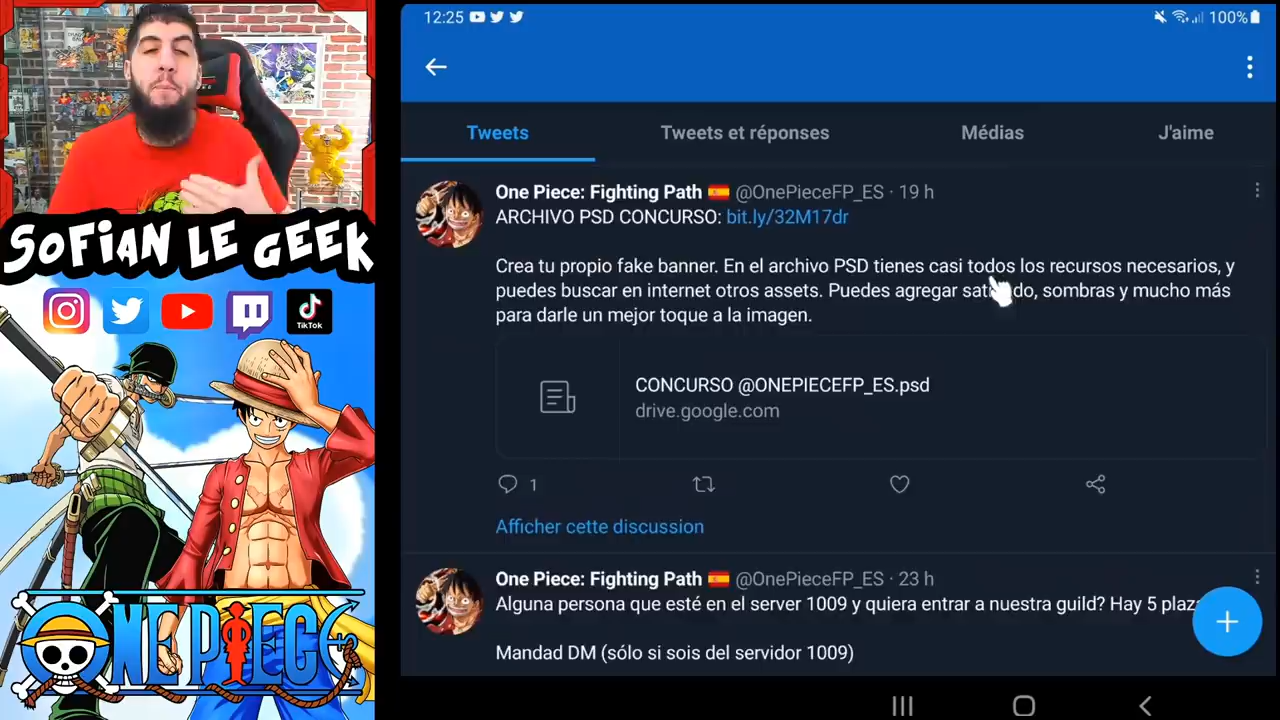 12:25
100%
Tweets
Tweets et réponses
Médias
J'aime
One Piece: Fighting Path 🇪🇸 @OnePieceFP_ES · 19 h
ARCHIVO PSD CONCURSO: bit.ly/32M17dr
Crea tu propio fake banner. En el archivo PSD tienes casi todos los recursos necesarios, y
puedes buscar en internet otros assets. Puedes agregar , sombras y mucho más
para darle un mejor toque a la imagen.
CONCURSO @ONEPIECEFP_ES.psd
drive.google.com
1
Afficher cette discussion
One Piece: Fighting Path 🇪🇸 @OnePieceFP_ES · 23 h
Alguna persona que esté en el server 1009 y quiera entrar a nuestra guild? Hay 5
Mandad DM (sólo si sois del servidor 1009)
SOFIAN LE GEEK
TikTok
ONE PIECE